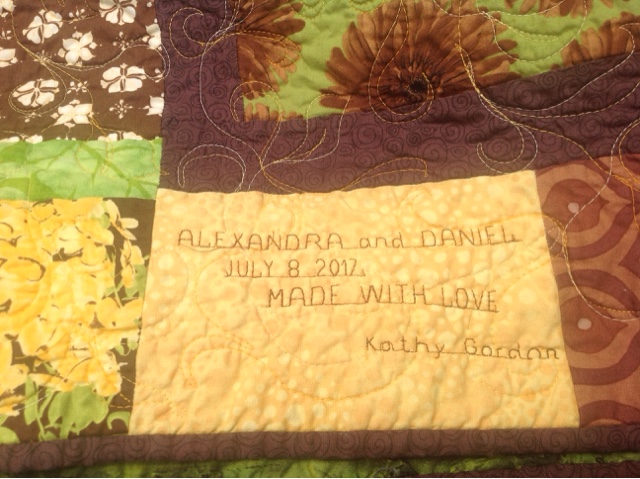 ALEXANDRA and DANIEL
JULY 8 2017.
MADE WITH LOVE
Kathy Gordon